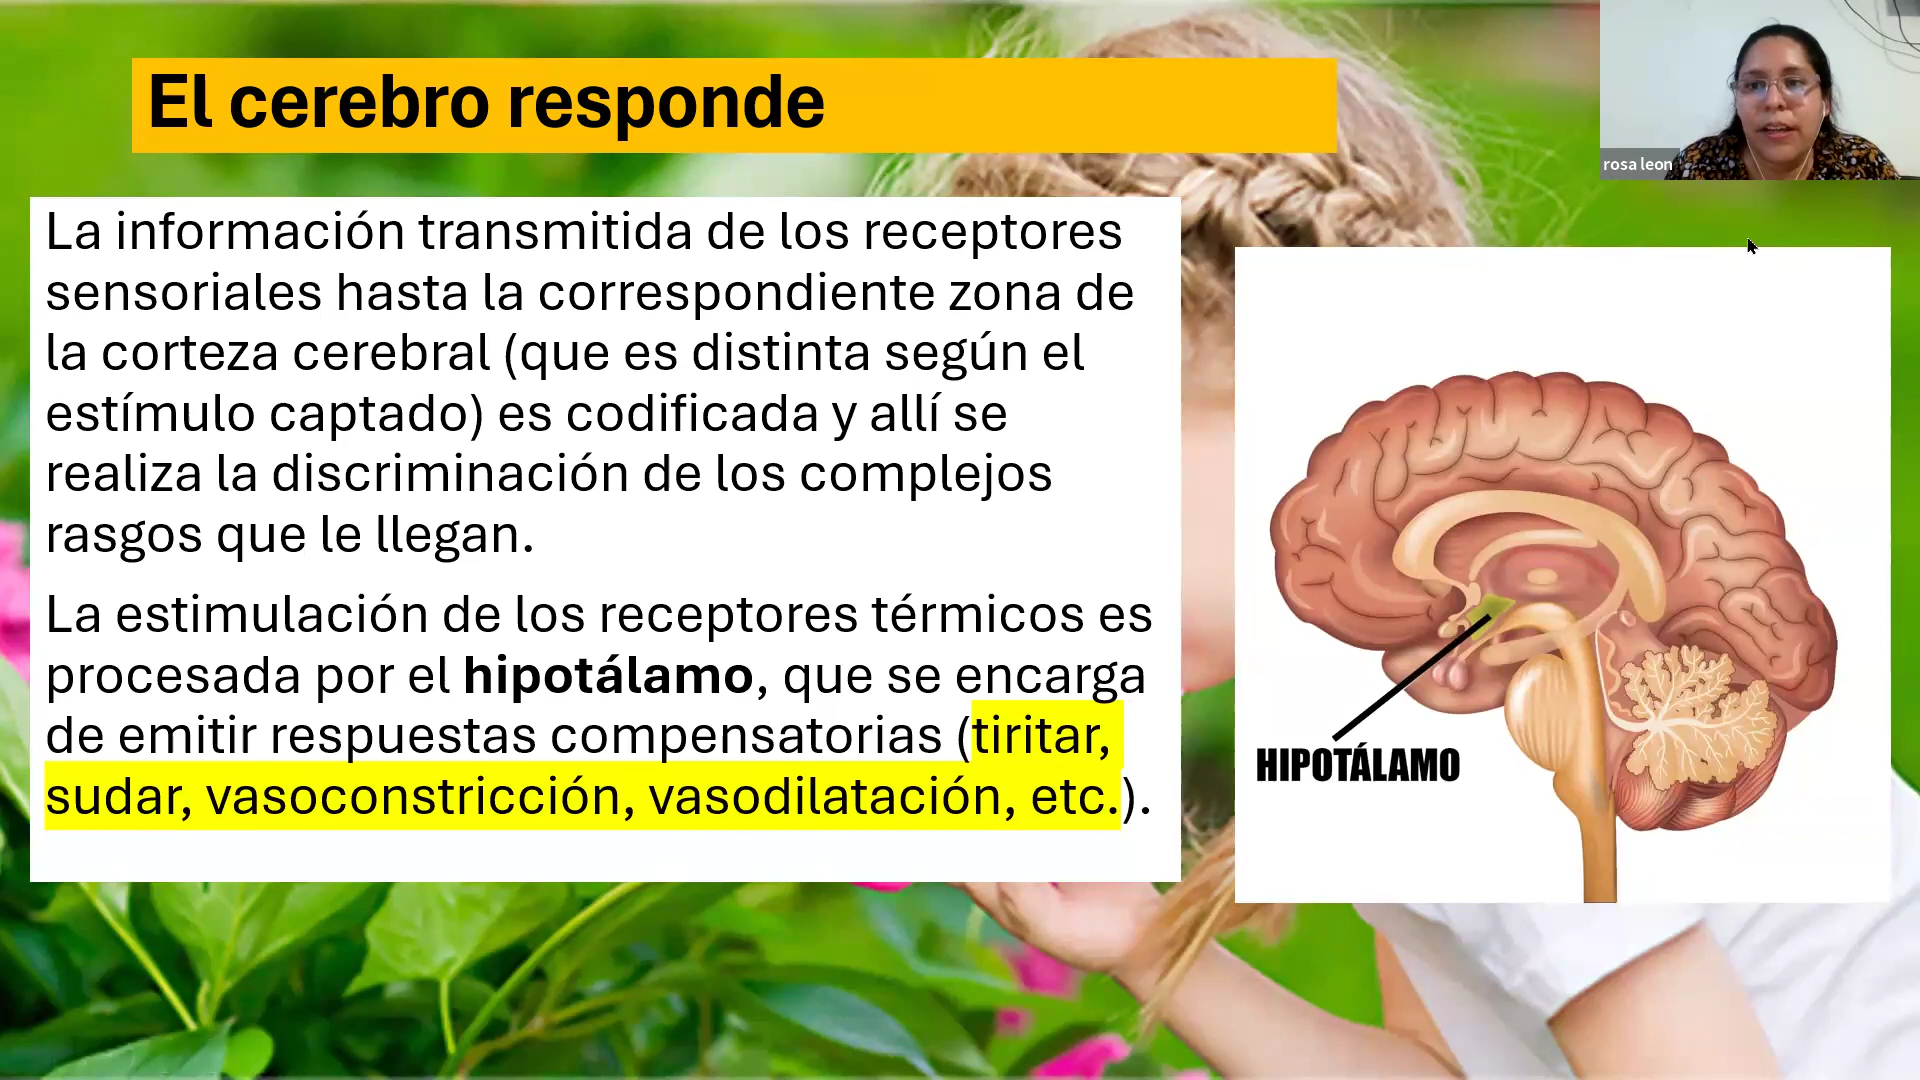 El cerebro responde
rosa leon
La información transmitida de los receptores
sensoriales hasta la correspondiente zona de
la corteza cerebral (que es distinta según el
estímulo captado) es codificada y allí se
realiza la discriminación de los complejos
rasgos que le llegan.
La estimulación de los receptores térmicos es
procesada por el hipotálamo, que se encarga
de emitir respuestas compensatorias (tiritar,
sudar, vasoconstricción, vasodilatación, etc.).
HIPOTÁLAMO